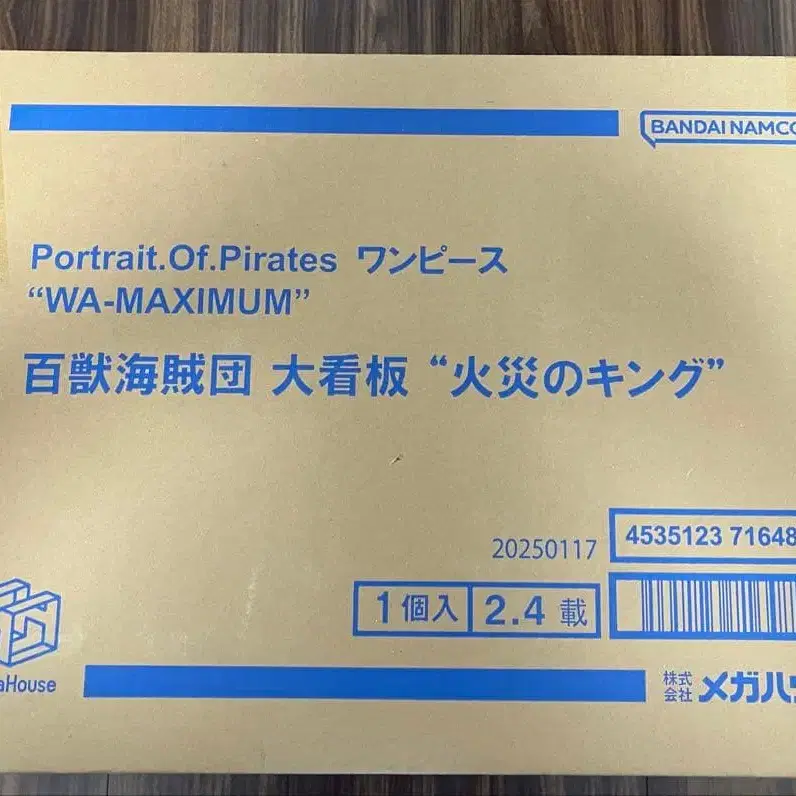 BANDAI NAMCO
Portrait.Of.Pirates ワンピース
“WA-MAXIMUM”
百獣海賊団 大看板 “火災のキング”
20250117
4535123 71648
1個入 2.4 載
aHouse
株式会社 メガハ